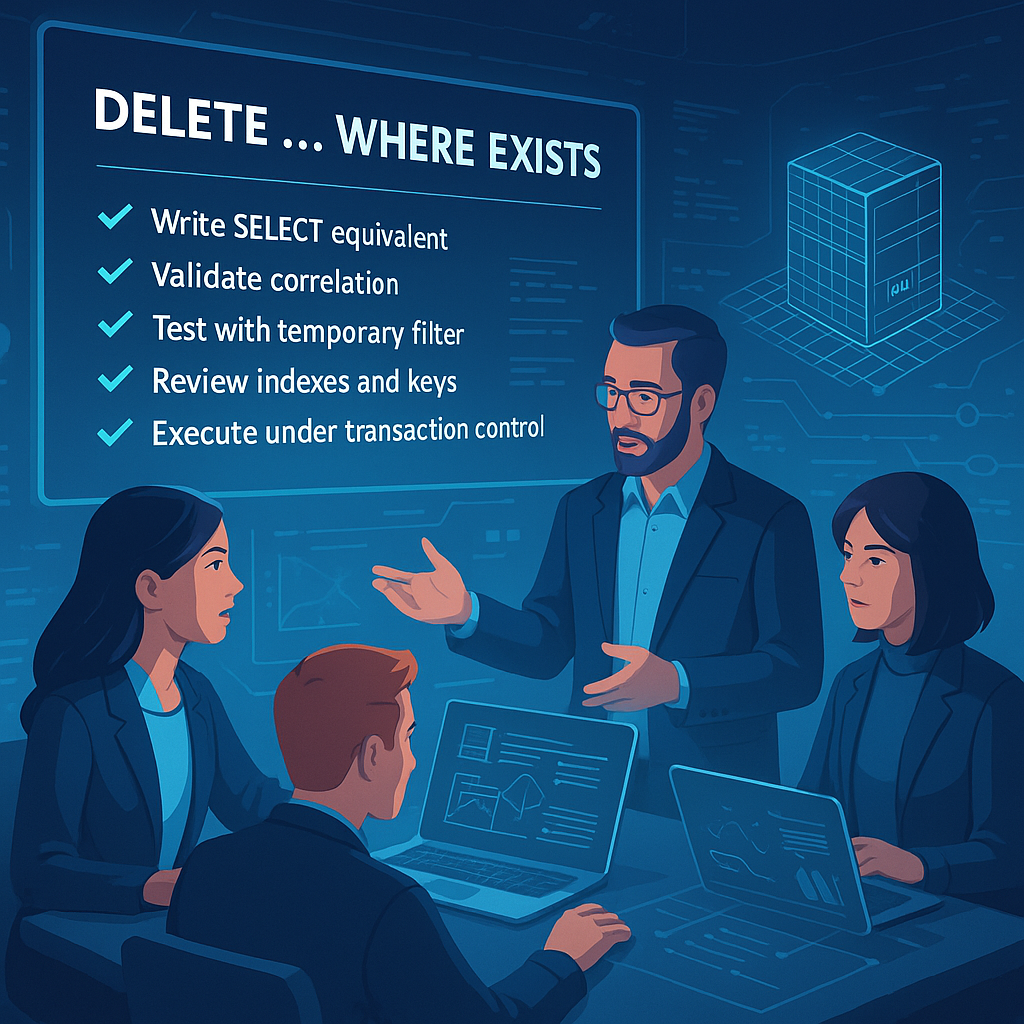 DELETE ... WHERE EXISTS
Write SELECT equivalent
Validate correlation
Test with temporary filter
Review indexes and keys
Execute under transaction control